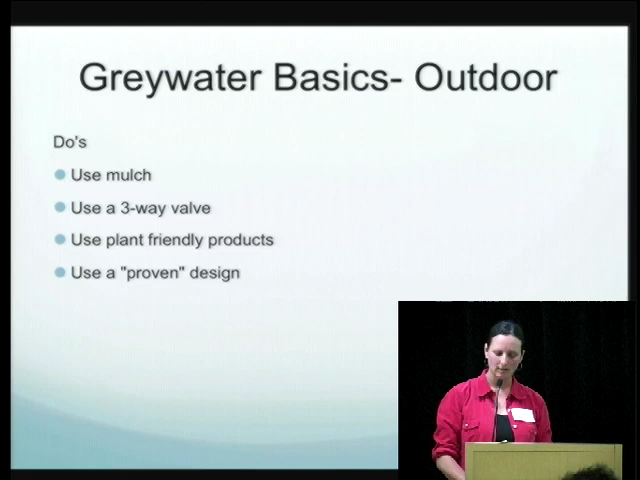 Greywater Basics- Outdoor
Do's
Use mulch
Use a 3-way valve
Use plant friendly products
Use a "proven" design